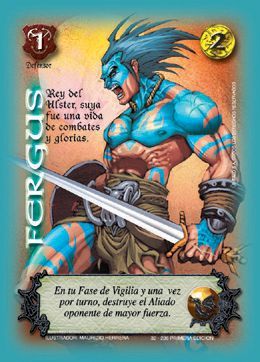 1
2
Defensor
FERGUS
Rey del
Ulster, suya
fue una vida
de combates
y glorias.
En tu Fase de Vigilia y una vez
por turno, destruye el Aliado
oponente de mayor fuerza.
ILUSTRADOR: MAURICIO HERRERA
32 - 236 PRIMERA EDICION